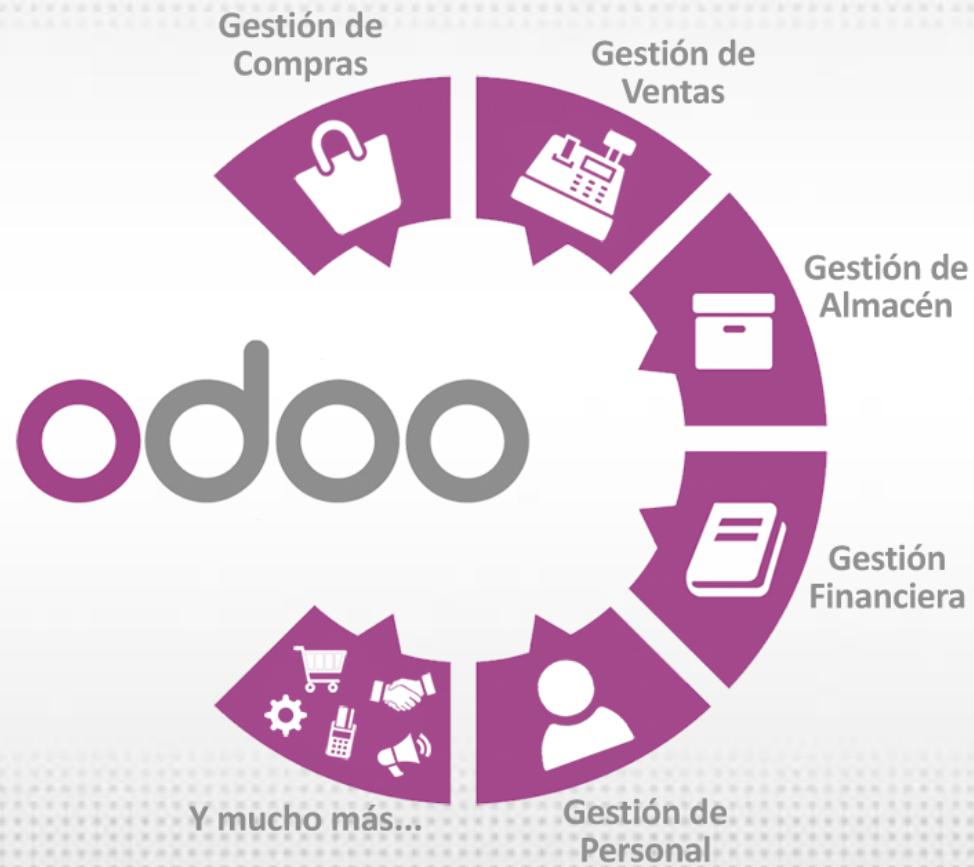 Gestión de
Compras
Gestión de
Ventas
Gestión de
Almacén
odoo
Gestión
Financiera
Gestión de
Personal
Y mucho más...